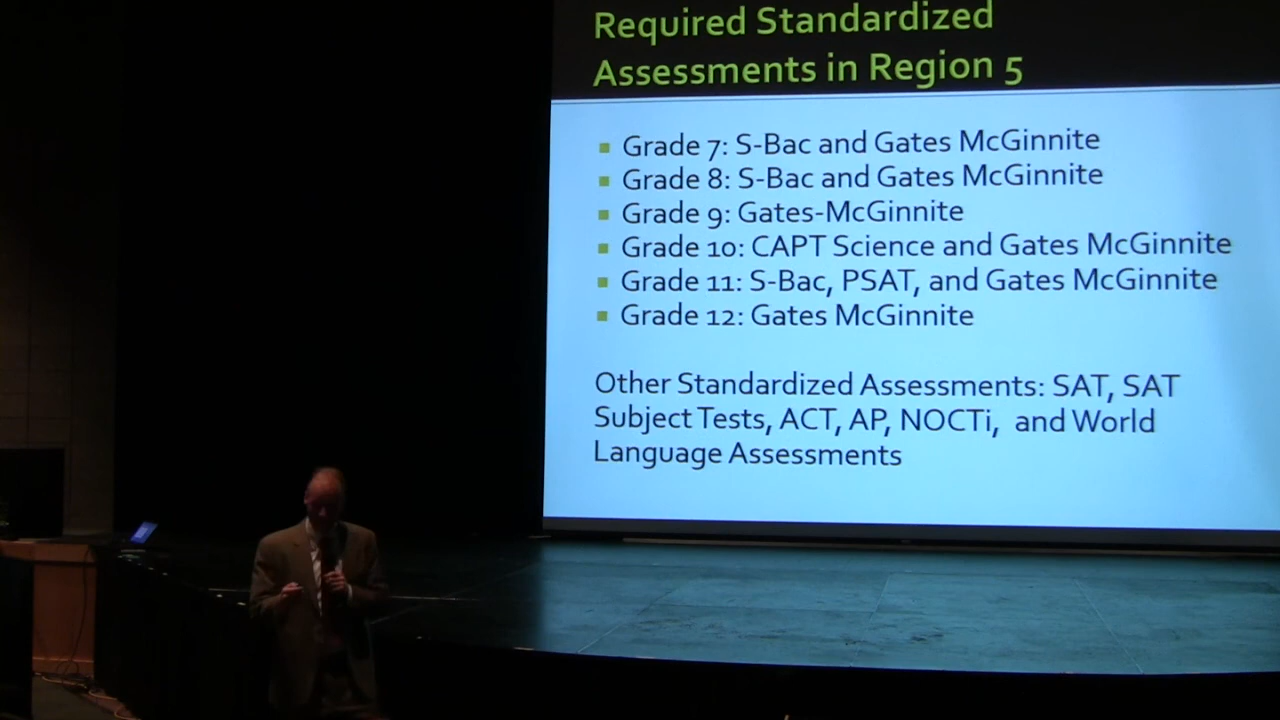 Required Standardized
Assessments in Region 5
Grade 7: S-Bac and Gates McGinnite
Grade 8: S-Bac and Gates McGinnite
Grade 9: Gates-McGinnite
Grade 10: CAPT Science and Gates McGinnite
Grade 11: S-Bac, PSAT, and Gates McGinnite
Grade 12: Gates McGinnite
Other Standardized Assessments: SAT, SAT
Subject Tests, ACT, AP, NOCTi, and World
Language Assessments